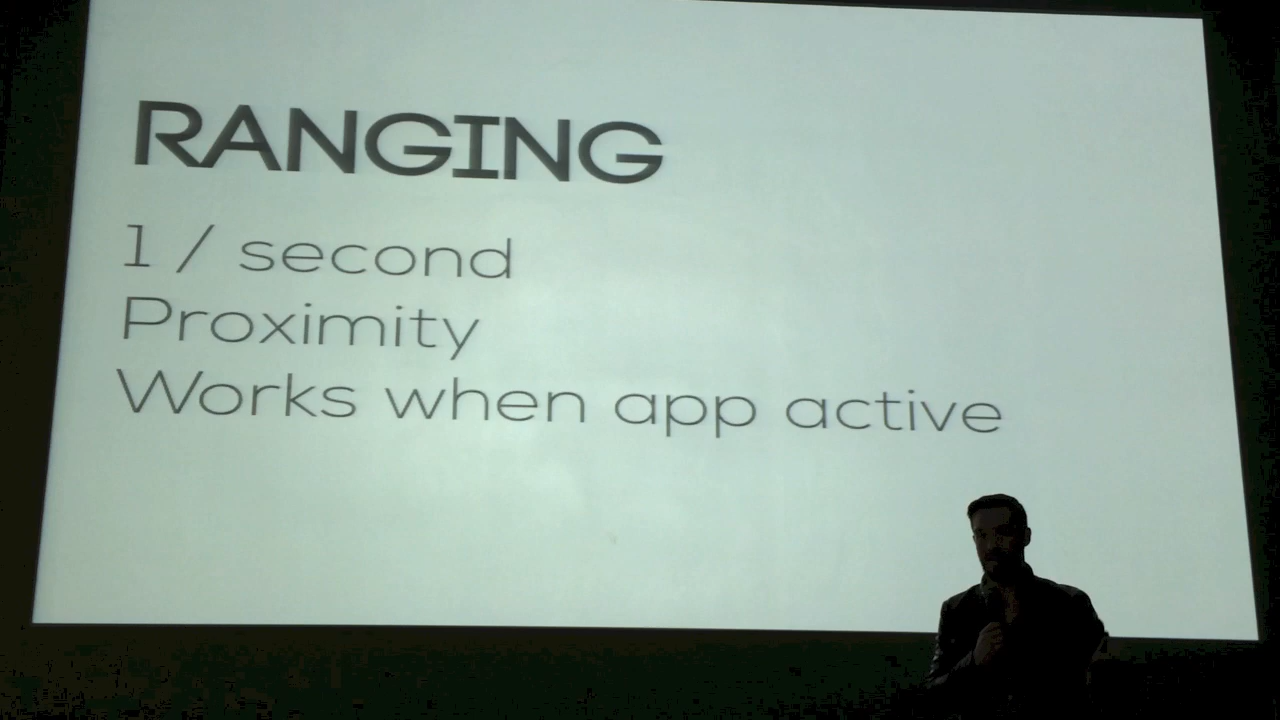 RANGING
1 / second
Proximity
Works when app active